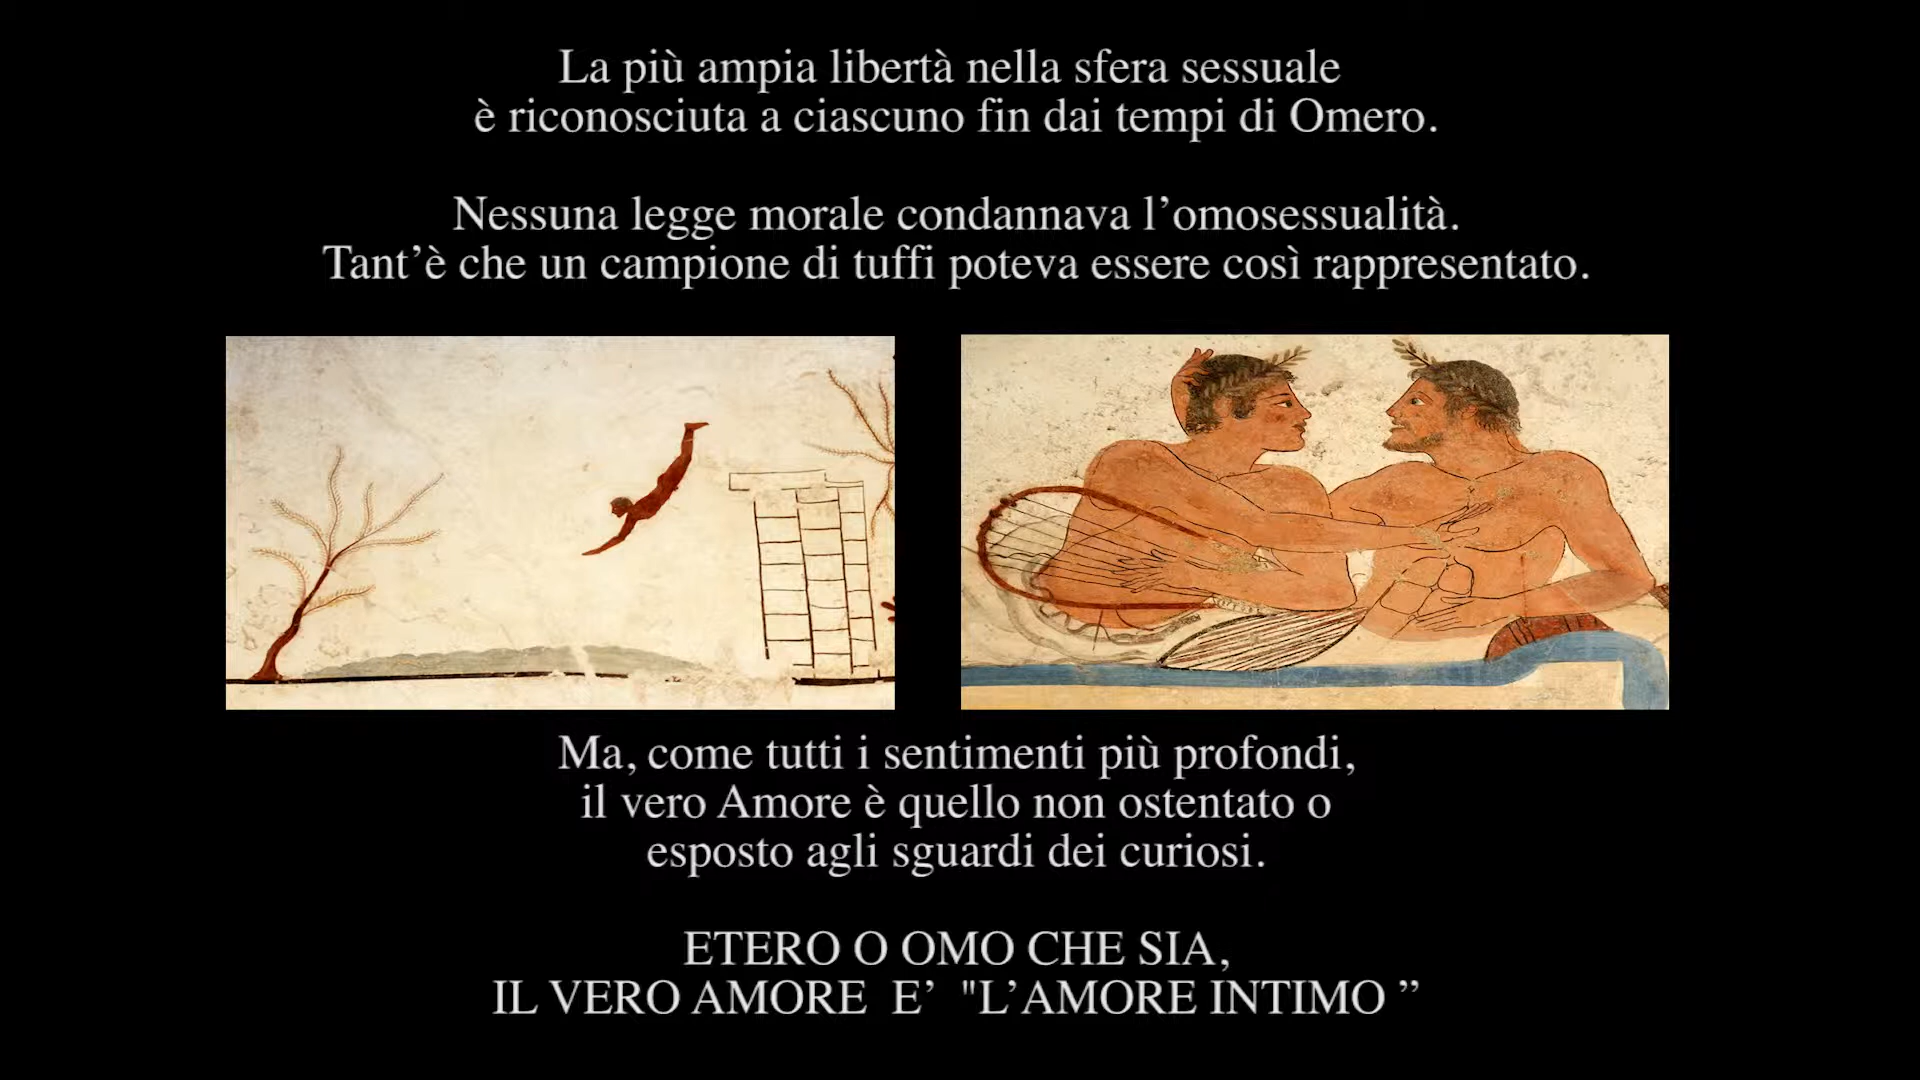 La più ampia libertà nella sfera sessuale
è riconosciuta a ciascuno fin dai tempi di Omero.
Nessuna legge morale condannava l’omosessualità.
Tant’è che un campione di tuffi poteva essere così rappresentato.
Ma, come tutti i sentimenti più profondi,
il vero Amore è quello non ostentato o
esposto agli sguardi dei curiosi.
ETERO O OMO CHE SIA,
IL VERO AMORE  E’  "L’AMORE INTIMO ”